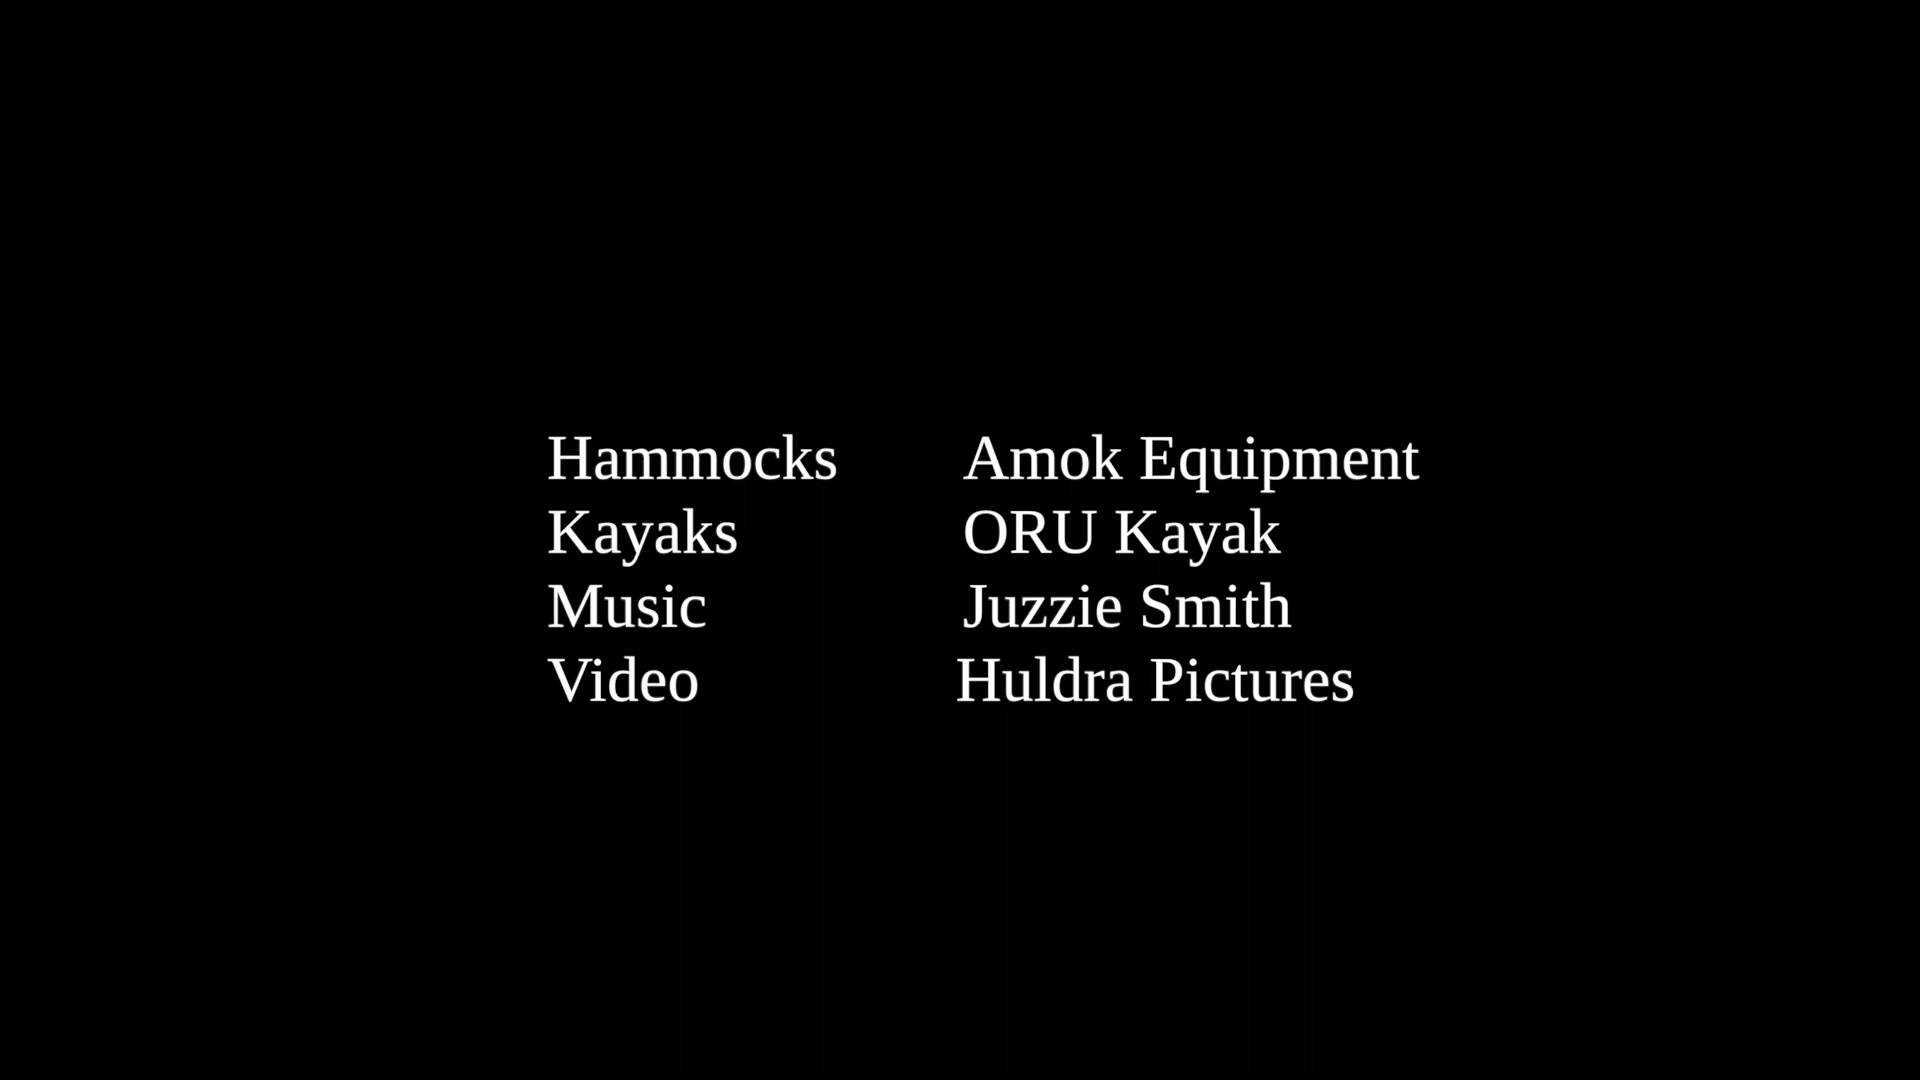 Hammocks Amok Equipment
Kayaks ORU Kayak
Music Juzzie Smith
Video Huldra Pictures